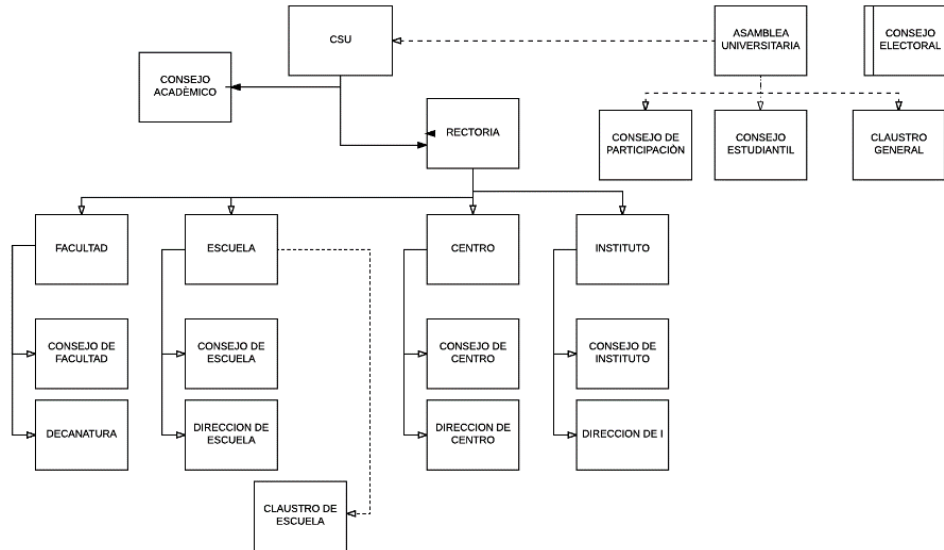 CSU
ASAMBLEA
UNIVERSITARIA
CONSEJO
ELECTORAL
CONSEJO
ACADÈMICO
RECTORIA
CONSEJO DE
PARTICIPACIÓN
CONSEJO
ESTUDIANTIL
CLAUSTRO
GENERAL
FACULTAD
ESCUELA
CENTRO
INSTITUTO
CONSEJO DE
FACULTAD
CONSEJO DE
ESCUELA
CONSEJO DE
CENTRO
CONSEJO DE
INSTITUTO
DECANATURA
DIRECCION DE
ESCUELA
DIRECCION DE
CENTRO
DIRECCION DE I
CLAUSTRO DE
ESCUELA